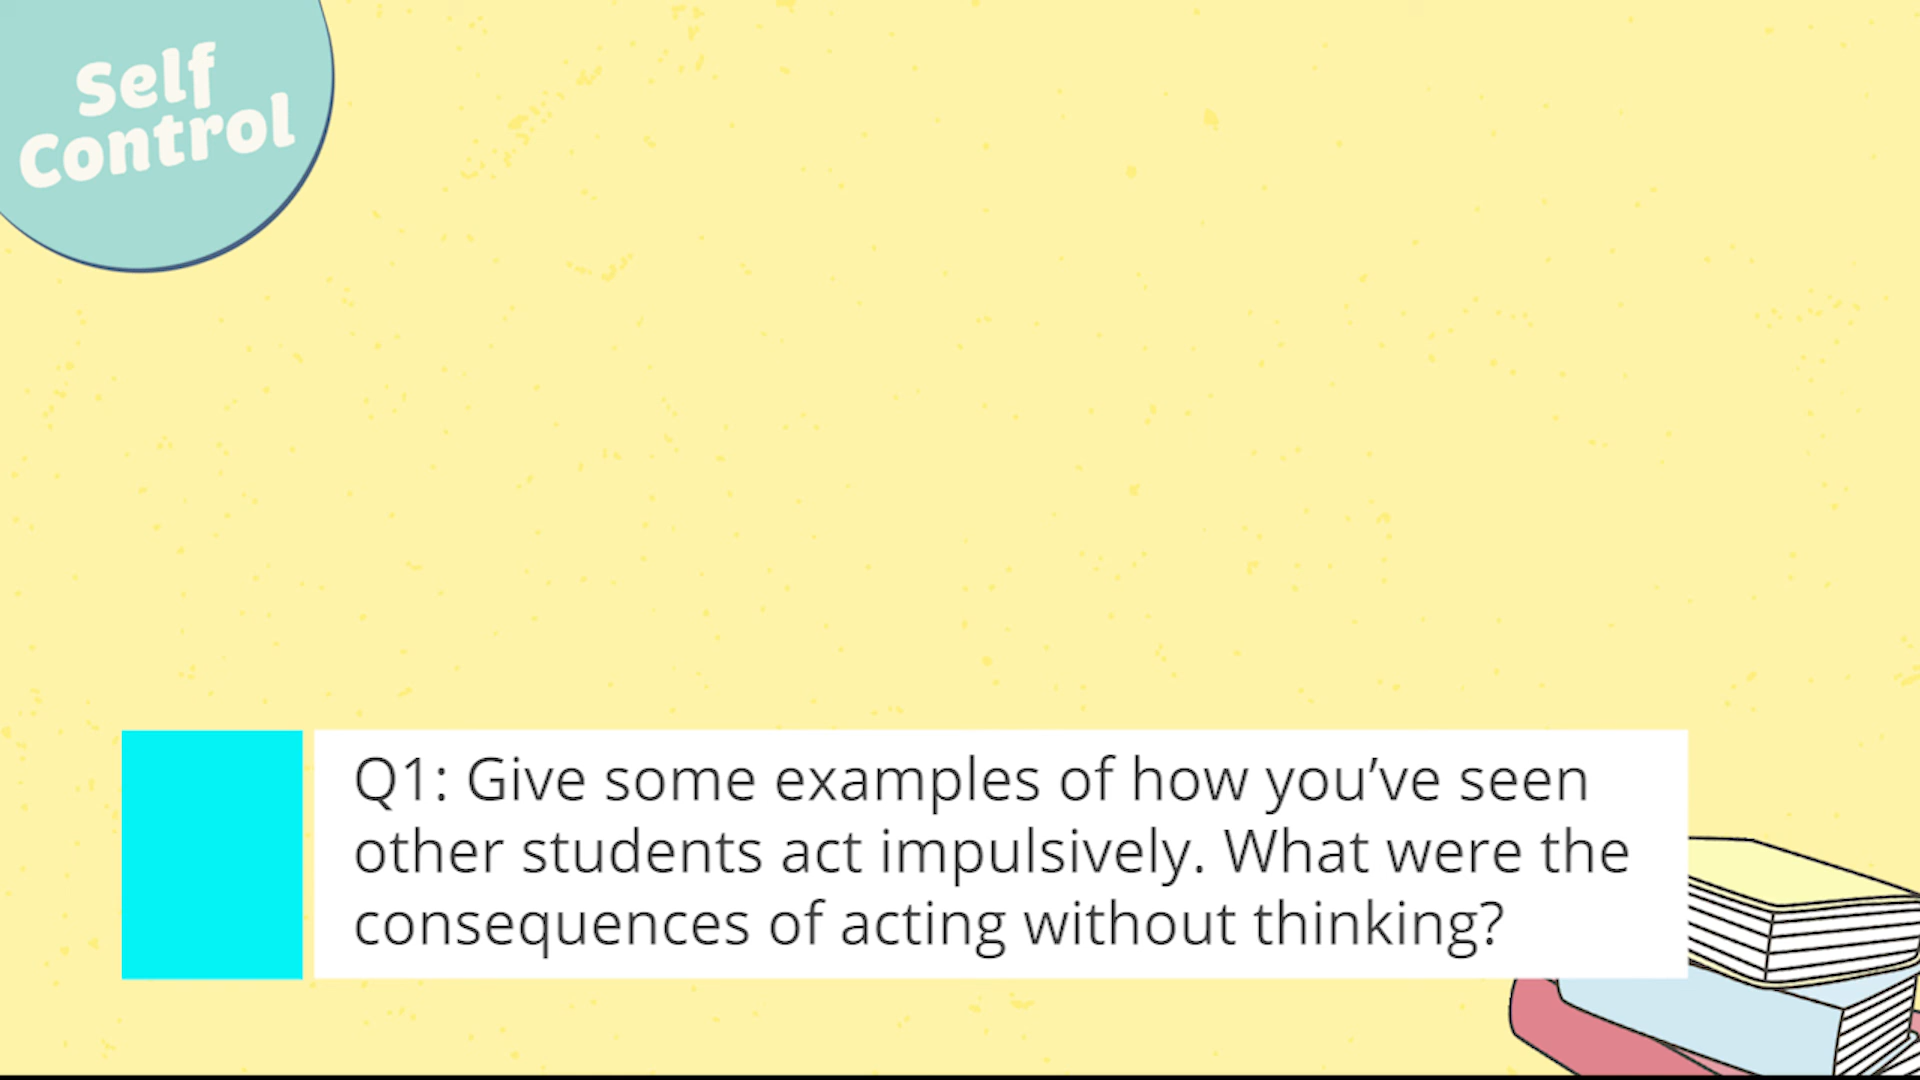 Self
Control
Q1: Give some examples of how you’ve seen
other students act impulsively. What were the
consequences of acting without thinking?